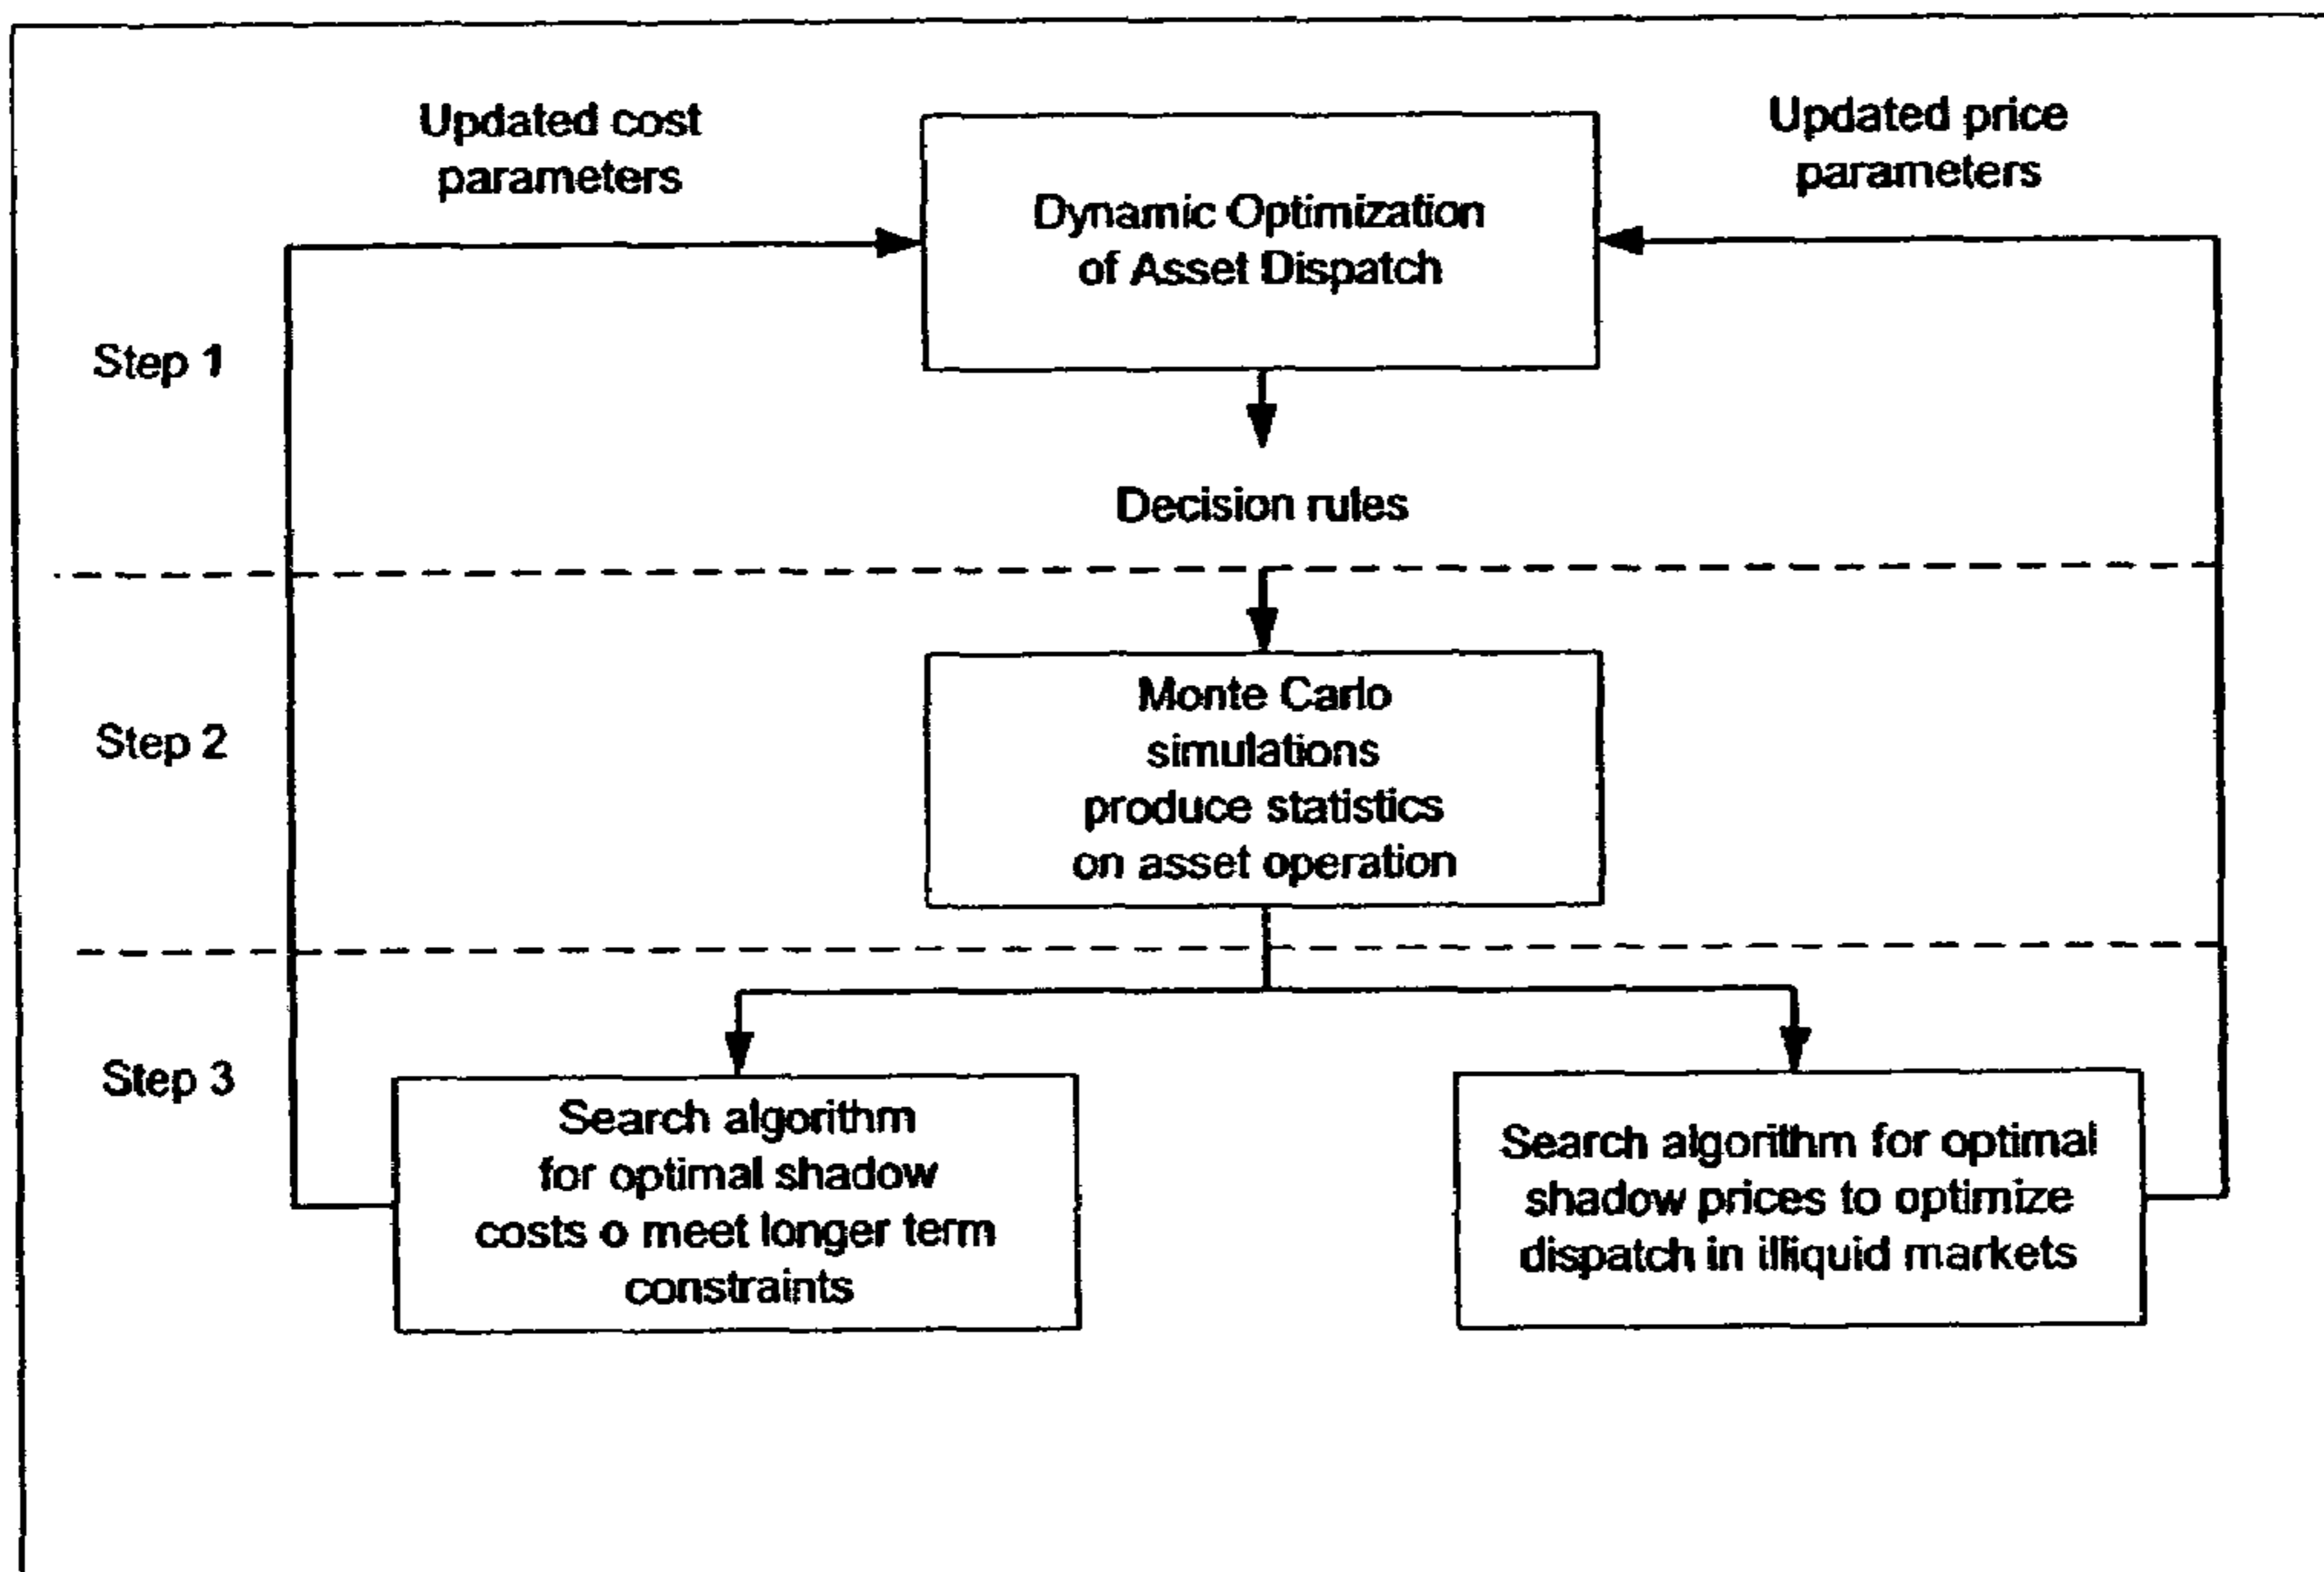 Updated cost
parameters
Updated price
parameters
Dynamic Optimization
of Asset Dispatch
Step 1
Decision rules
Step 2
Monte Carlo
simulations
produce statistics
on asset operation
Step 3
Search algorithm
for optimal shadow
costs o meet longer term
constraints
Search algorithm for optimal
shadow prices to optimize
dispatch in illiquid markets